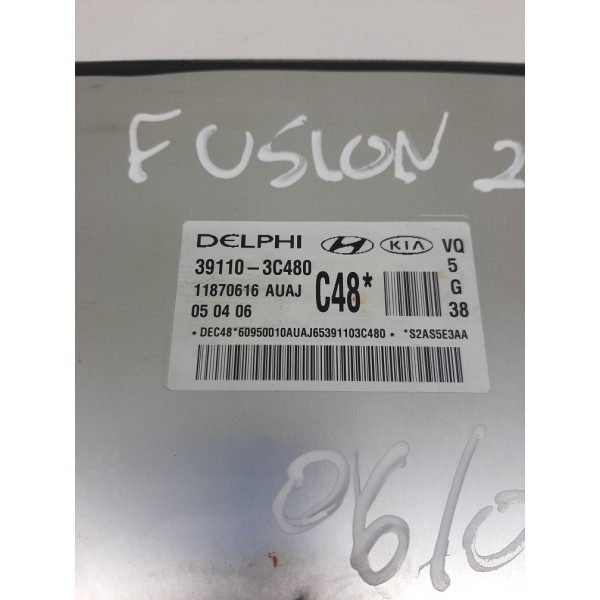 FUSION 2
DELPHI KIA VQ
39110-3C480 5
11870616 AUAJ C48* G
05 04 06 38
* DEC48*60950010AUAJ65391103C480 * *S2AS5E3AA
06/0